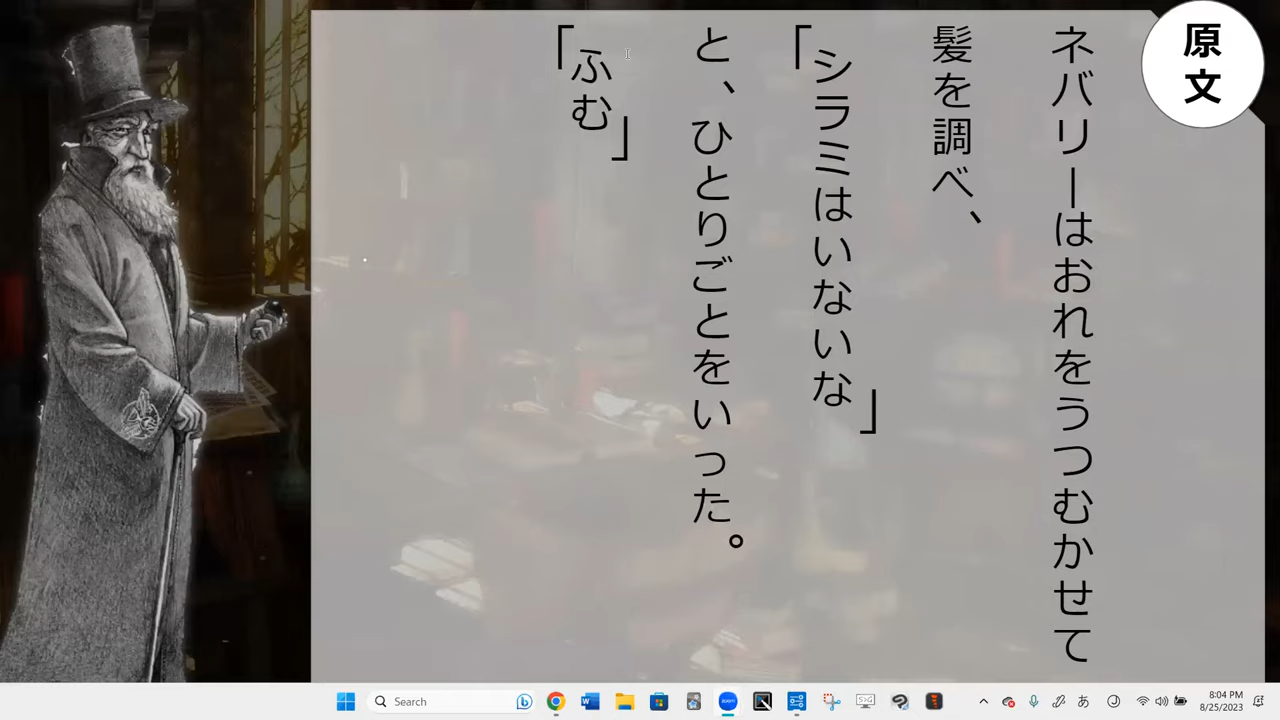 原文
ネバリーはおれをうつむかせて
髪を調べ、
「シラミはいないな」
と、ひとりごとをいった。
「ふむ」
Search
あ
8:04 PM
8/25/2023